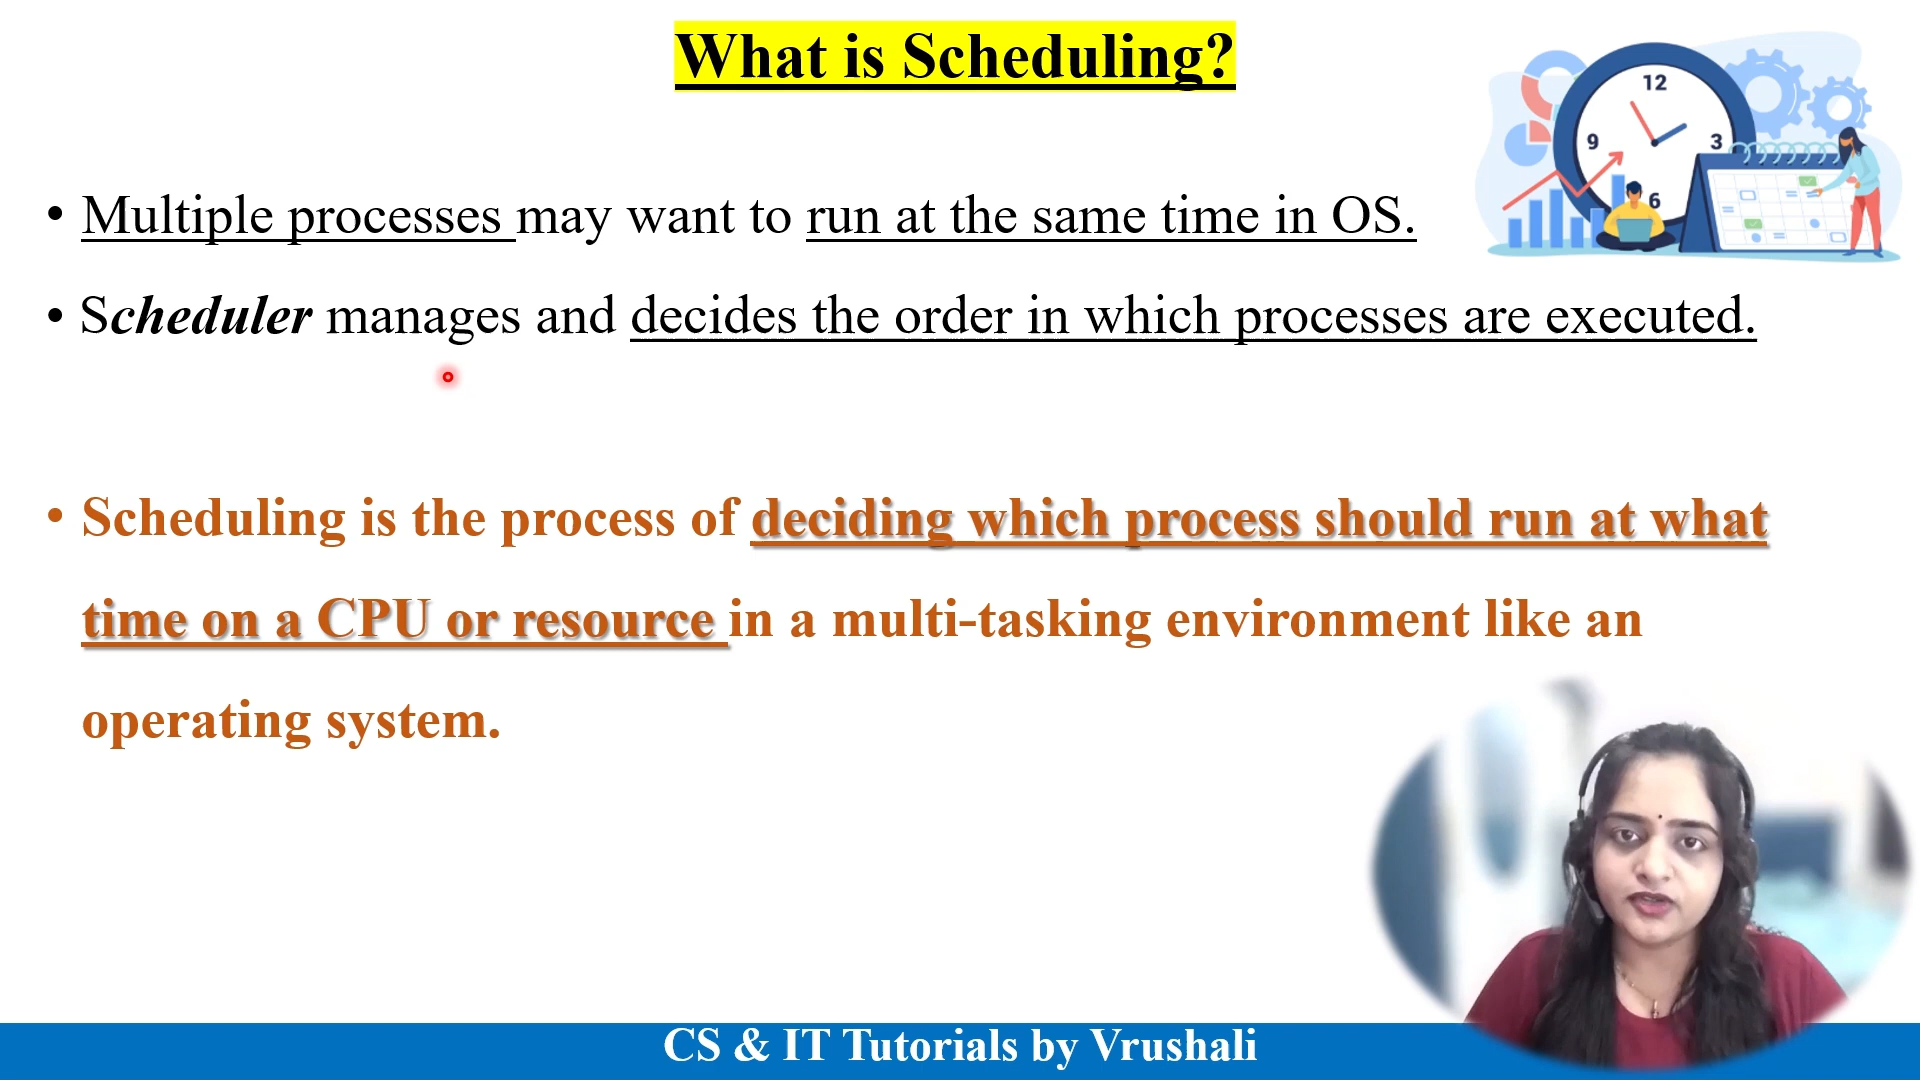 What is Scheduling?
12
9
3
6
• Multiple processes may want to run at the same time in OS.
• Scheduler manages and decides the order in which processes are executed.
• Scheduling is the process of deciding which process should run at what
time on a CPU or resource in a multi-tasking environment like an
operating system.
CS & IT Tutorials by Vrushali